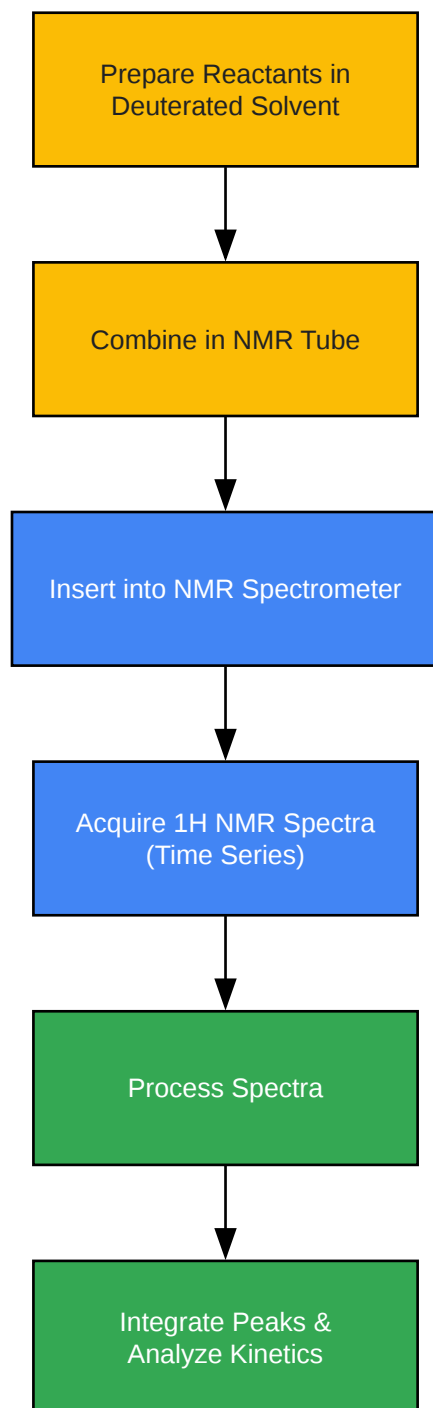 Prepare Reactants in
Deuterated Solvent
Combine in NMR Tube
Insert into NMR Spectrometer
Acquire 1H NMR Spectra
(Time Series)
Process Spectra
Integrate Peaks &
Analyze Kinetics